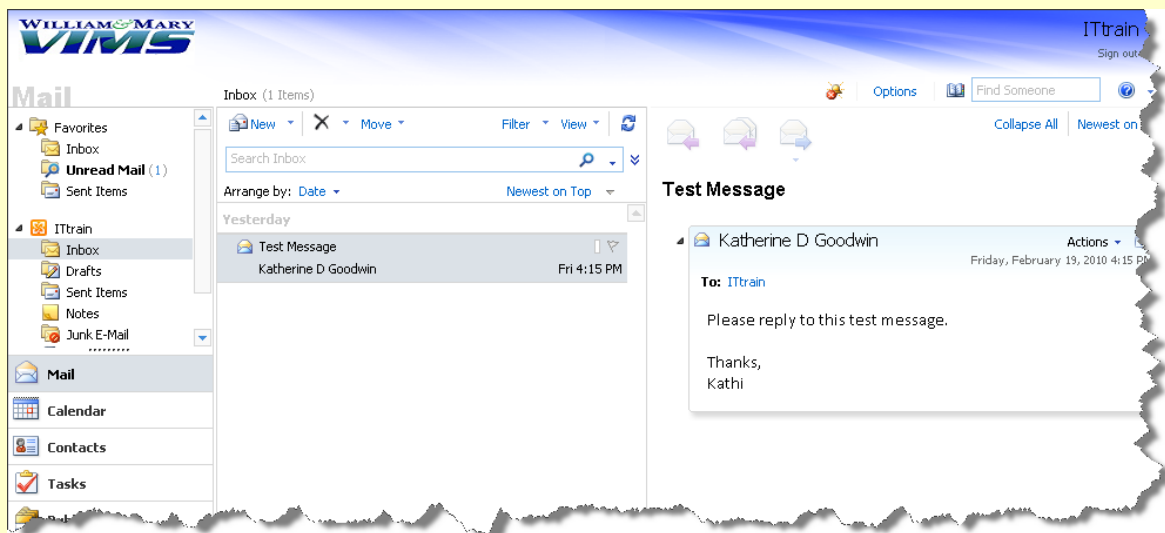 WILLIAM & MARY
VIMS
ITtrain
Sign out
Mail
Inbox (1 Items)
Options
Find Someone
Favorites
Inbox
Unread Mail (1)
Sent Items
ITtrain
Inbox
Drafts
Sent Items
Notes
Junk E-Mail
Mail
Calendar
Contacts
Tasks
New
Move
Filter
View
Search Inbox
Arrange by: Date
Newest on Top
Yesterday
Test Message
Katherine D Goodwin
Fri 4:15 PM
Collapse All
Newest on
Test Message
Katherine D Goodwin
Actions
Friday, February 19, 2010 4:15 PM
To: ITtrain
Please reply to this test message.
Thanks,
Kathi